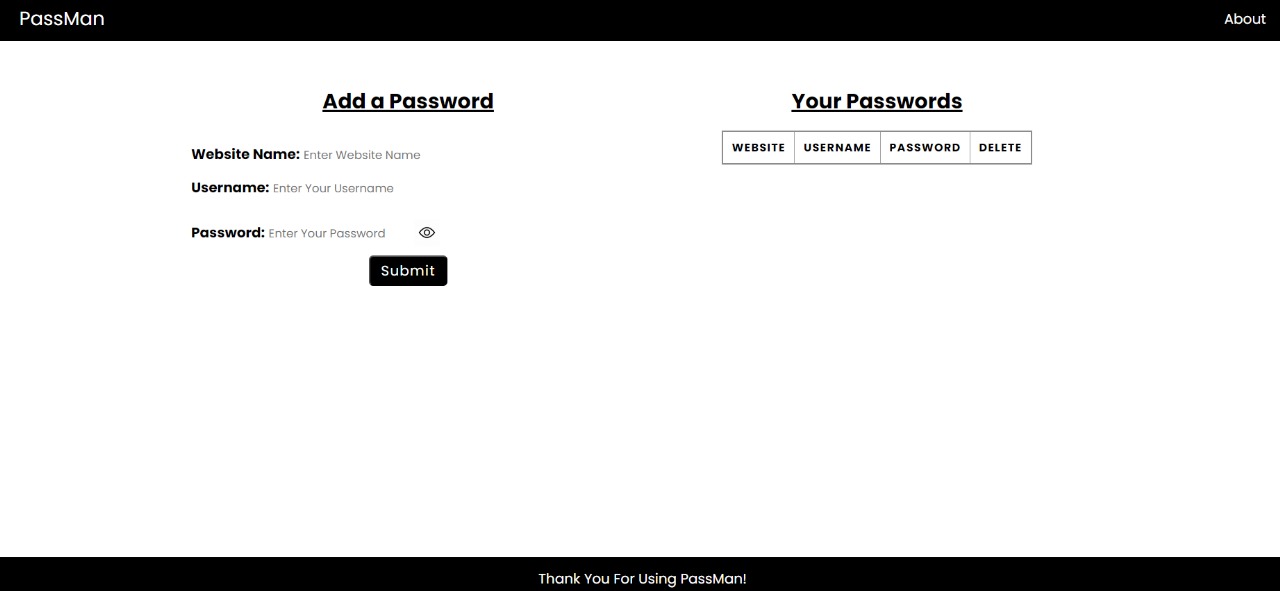 PassMan About
Add a Password
Website Name: Enter Website Name
Username: Enter Your Username
Password: Enter Your Password
Submit
Your Passwords
WEBSITE USERNAME PASSWORD DELETE
Thank You For Using PassMan!